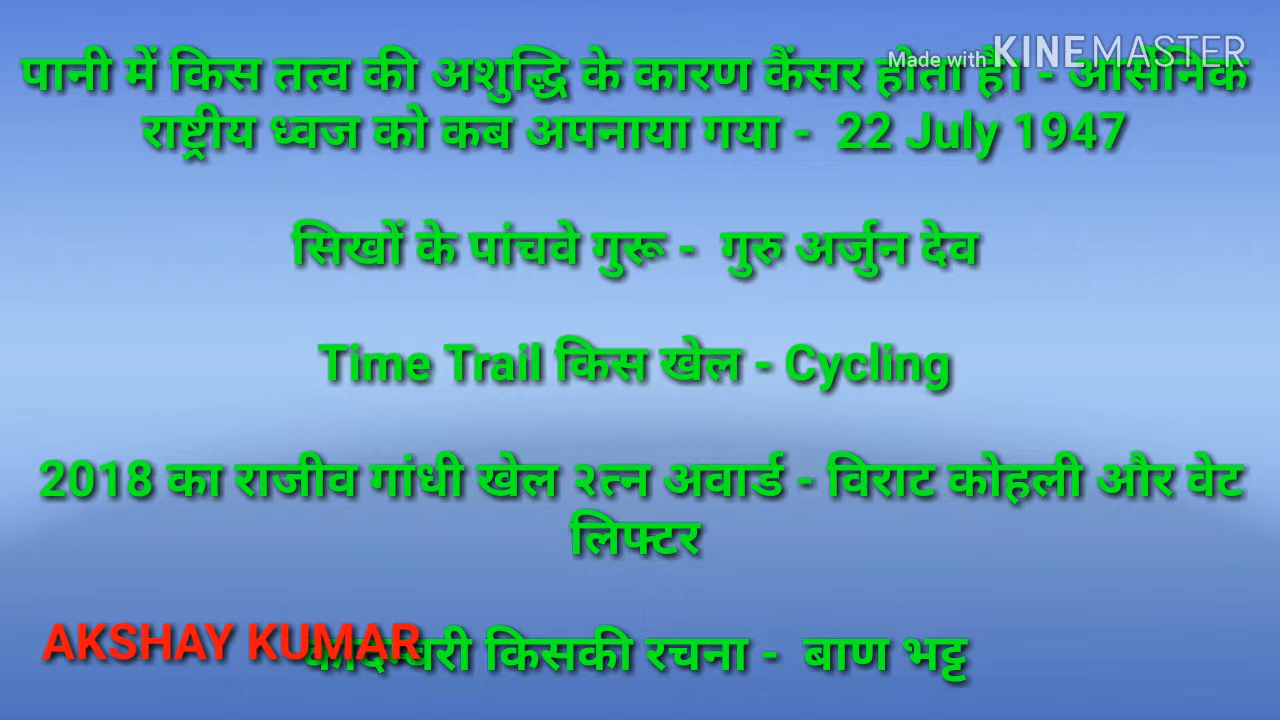 Made with KINEMASTER
पानी में किस तत्व की अशुद्धि के कारण कैंसर होता है। - आर्सेनिक
राष्ट्रीय ध्वज को कब अपनाया गया - 22 July 1947
सिखों के पांचवे गुरू - गुरु अर्जुन देव
Time Trail किस खेल - Cycling
2018 का राजीव गांधी खेल २त्न अवार्ड - विराट कोहली और वेट
लिफ्टर
AKSHAY KUMAR
किसकी रचना - बाण भट्ट